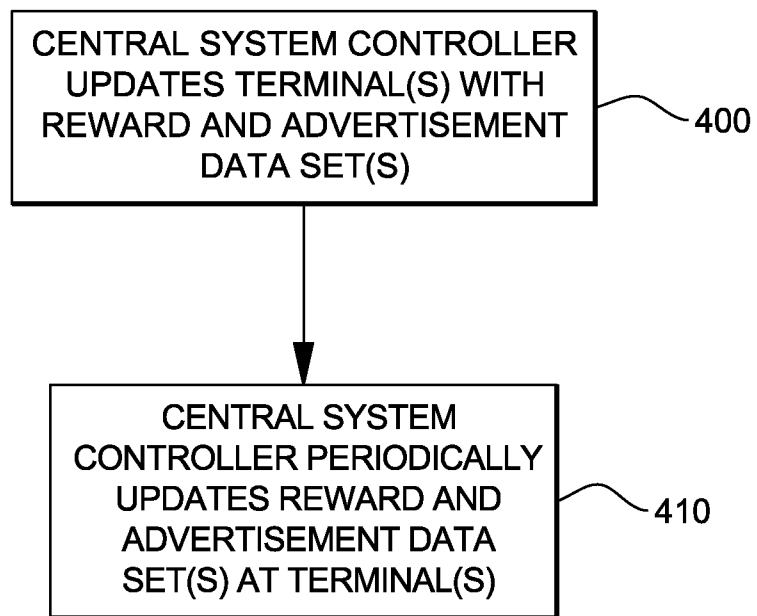 CENTRAL SYSTEM CONTROLLER
UPDATES TERMINAL(S) WITH
REWARD AND ADVERTISEMENT
DATA SET(S)
400
CENTRAL SYSTEM
CONTROLLER PERIODICALLY
UPDATES REWARD AND
ADVERTISEMENT DATA
SET(S) AT TERMINAL(S)
410